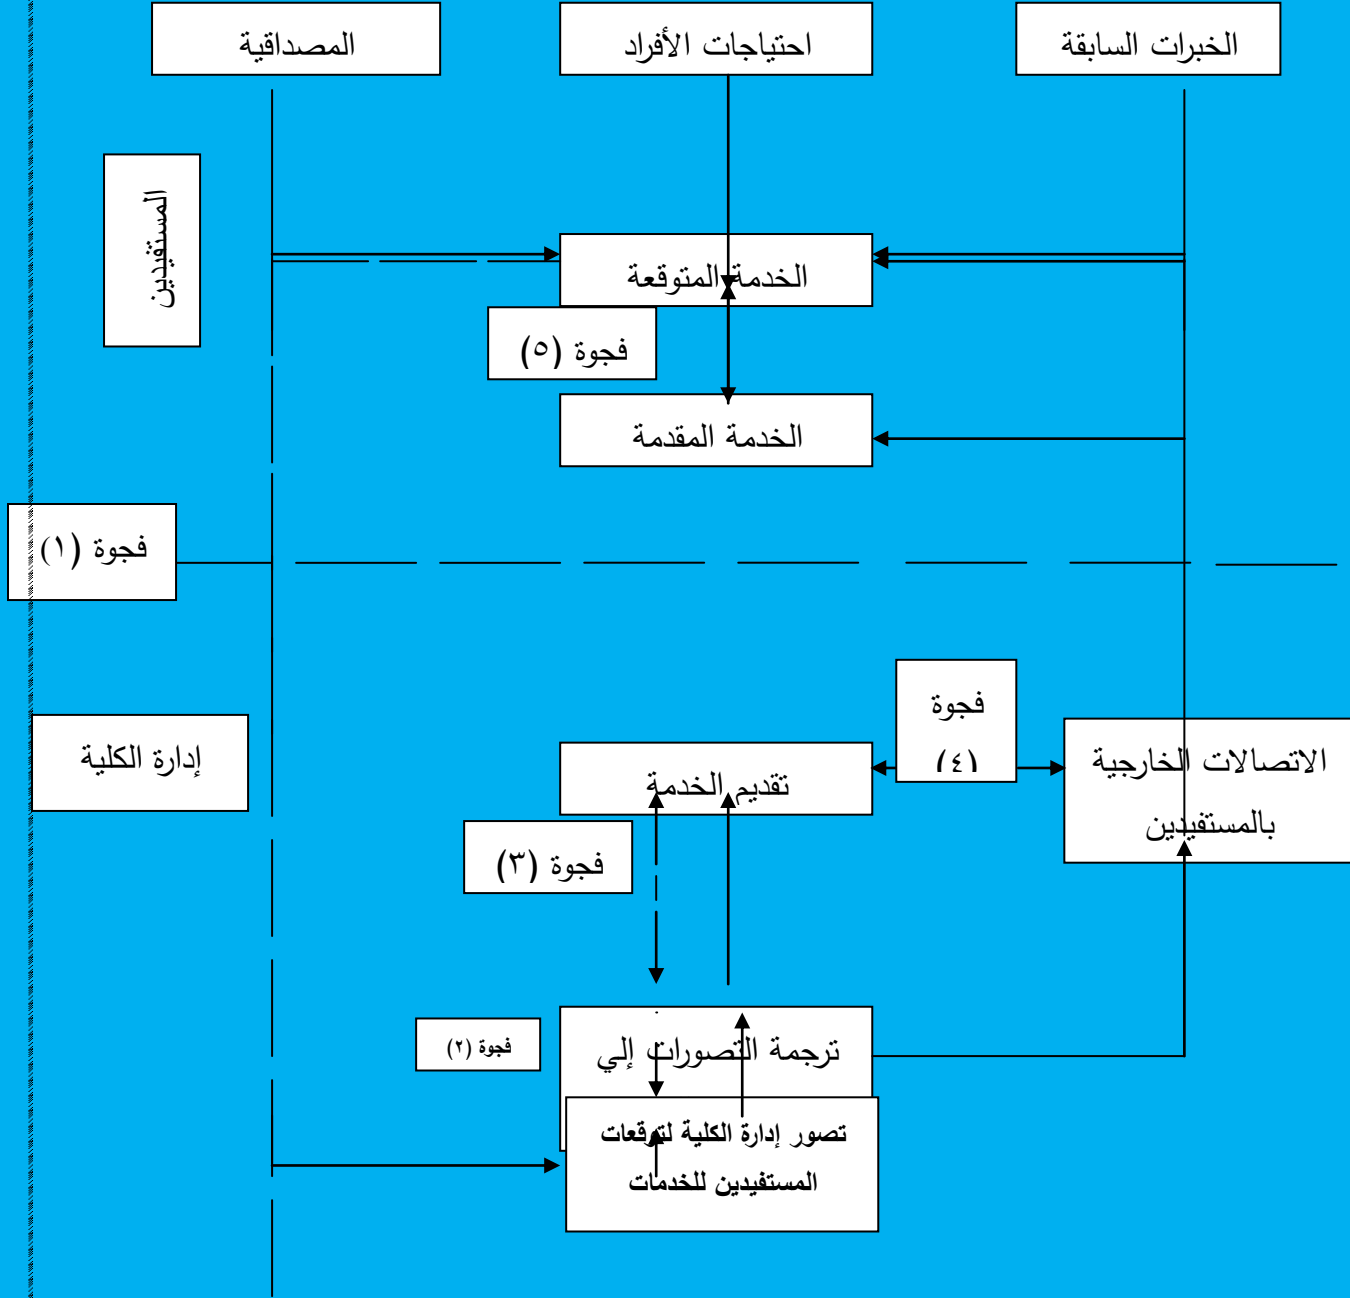 الخبرات السابقة
احتياجات الأفراد
المصداقية
المستفيدين
الخدمة المتوقعة
فجوة (٥)
الخدمة المقدمة
فجوة (١)
فجوة
(٤)
الاتصالات الخارجية
بالمستفيدين
تقديم الخدمة
إدارة الكلية
فجوة (٣)
ترجمة التصورات إلي
فجوة (٢)
تصور إدارة الكلية لتوقعات
المستفيدين للخدمات